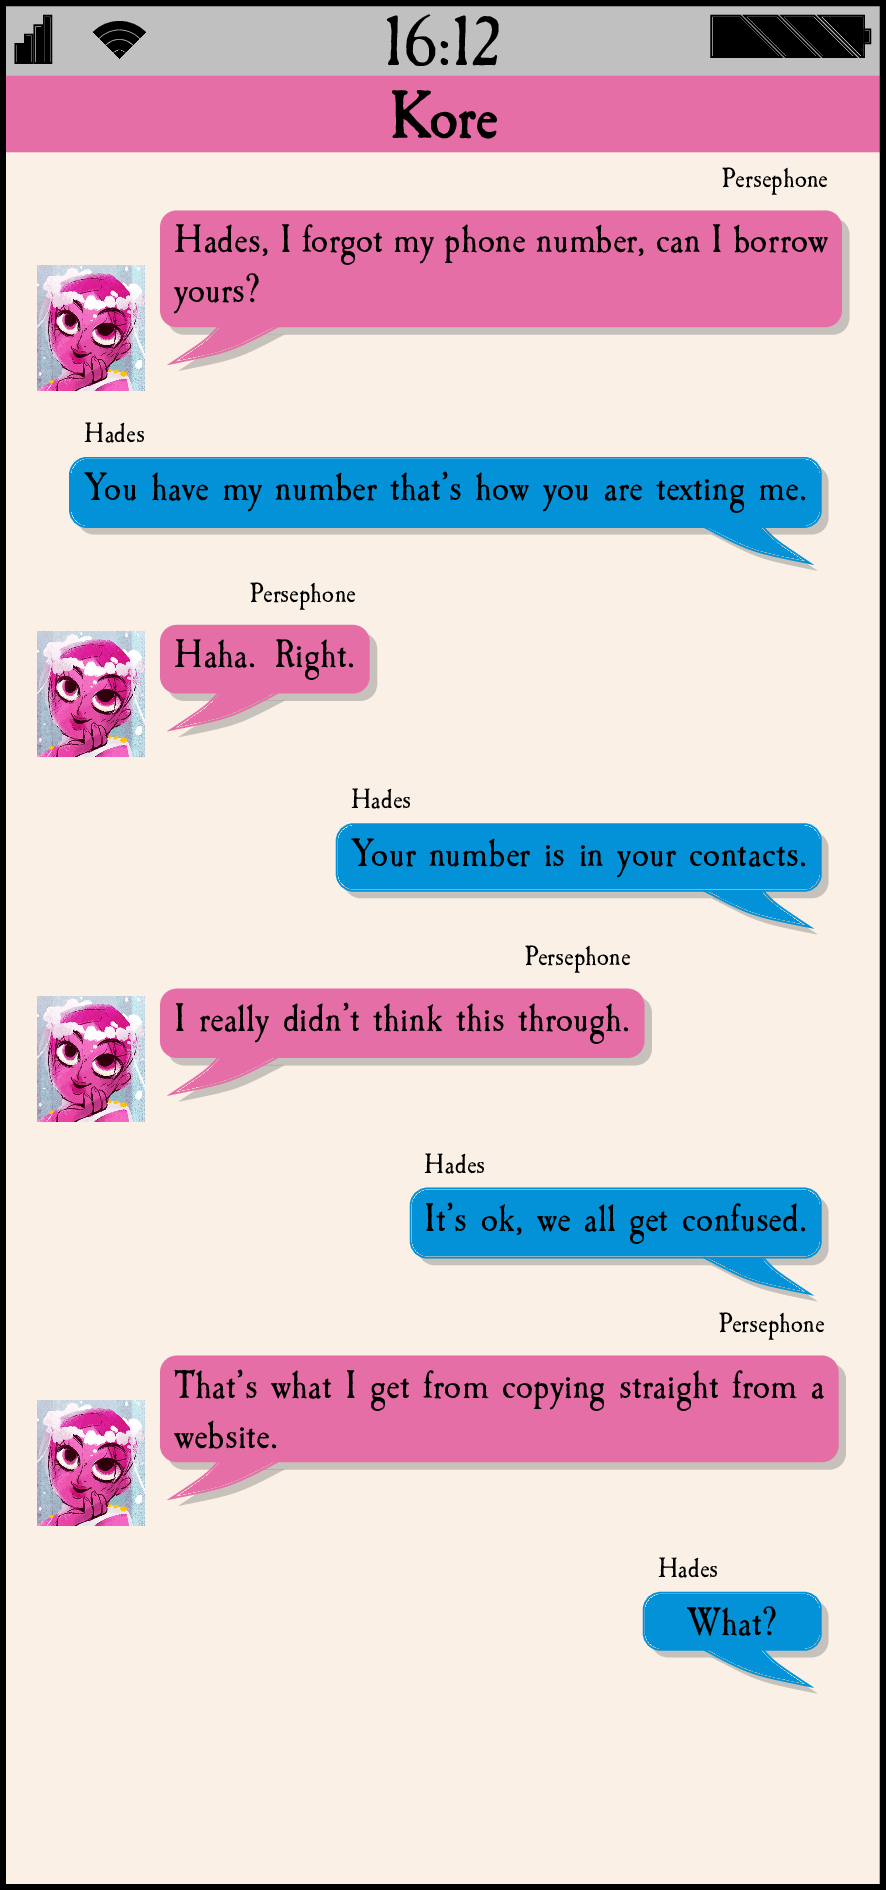 16:12
Kore
Persephone
Hades, I forgot my phone number, can I borrow
yours?
Hades
You have my number that's how you are texting me.
Persephone
Haha. Right.
Hades
Your number is in your contacts.
Persephone
I really didn't think this through.
Hades
It's ok, we all get confused.
Persephone
That's what I get from copying straight from a
website.
Hades
What?